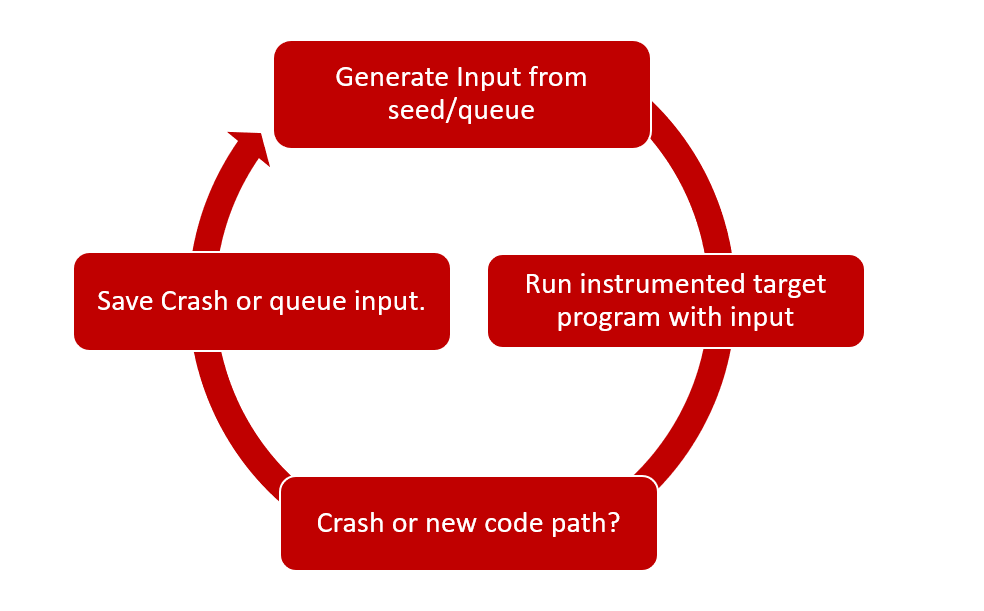 Generate Input from
seed/queue
Run instrumented target
program with input
Crash or new code path?
Save Crash or queue input.